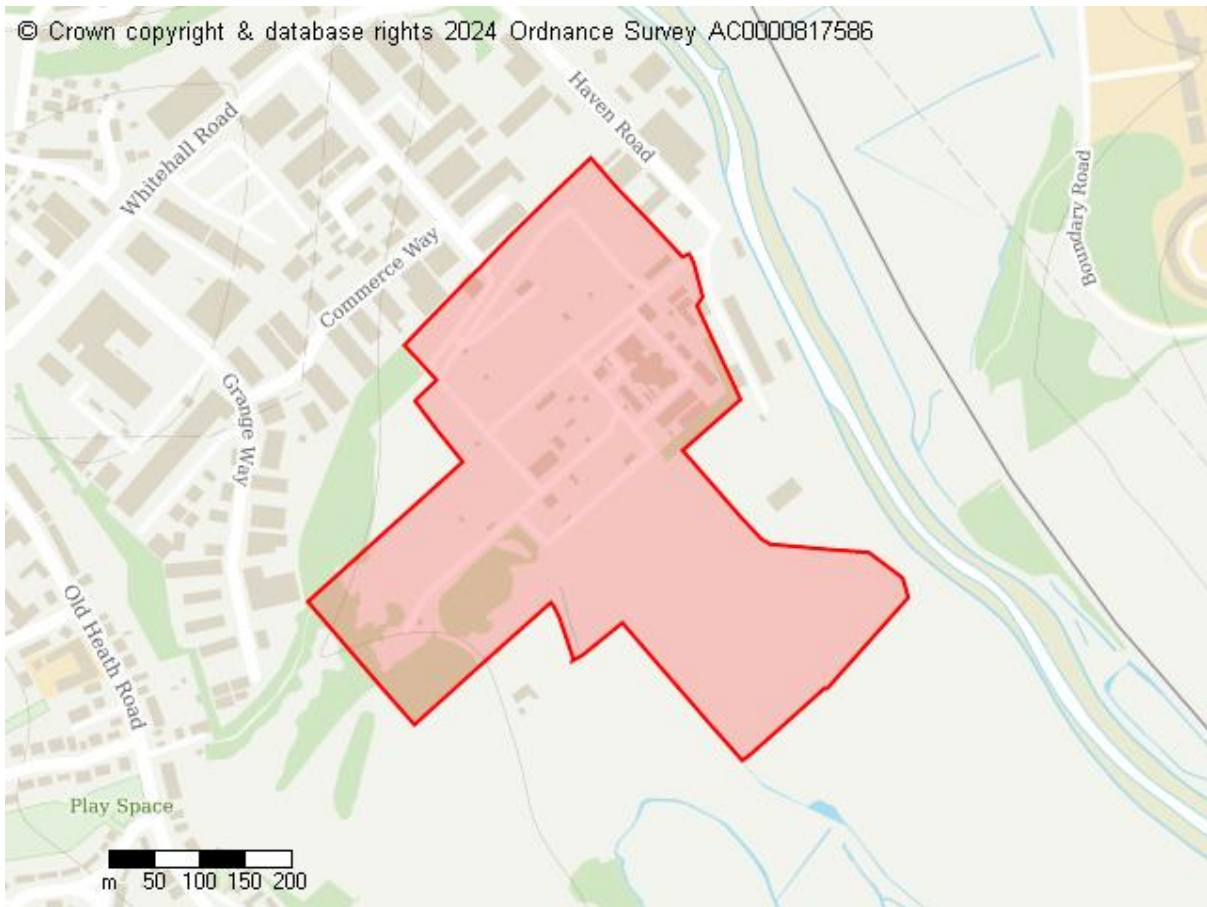 © Crown copyright & database rights 2024 Ordnance Survey AC0000817586
Haven Road
Whitehall Road
Boundary Road
Commerce Way
Grange Way
Old Heath Road
Play Space
m 50 100 150 200